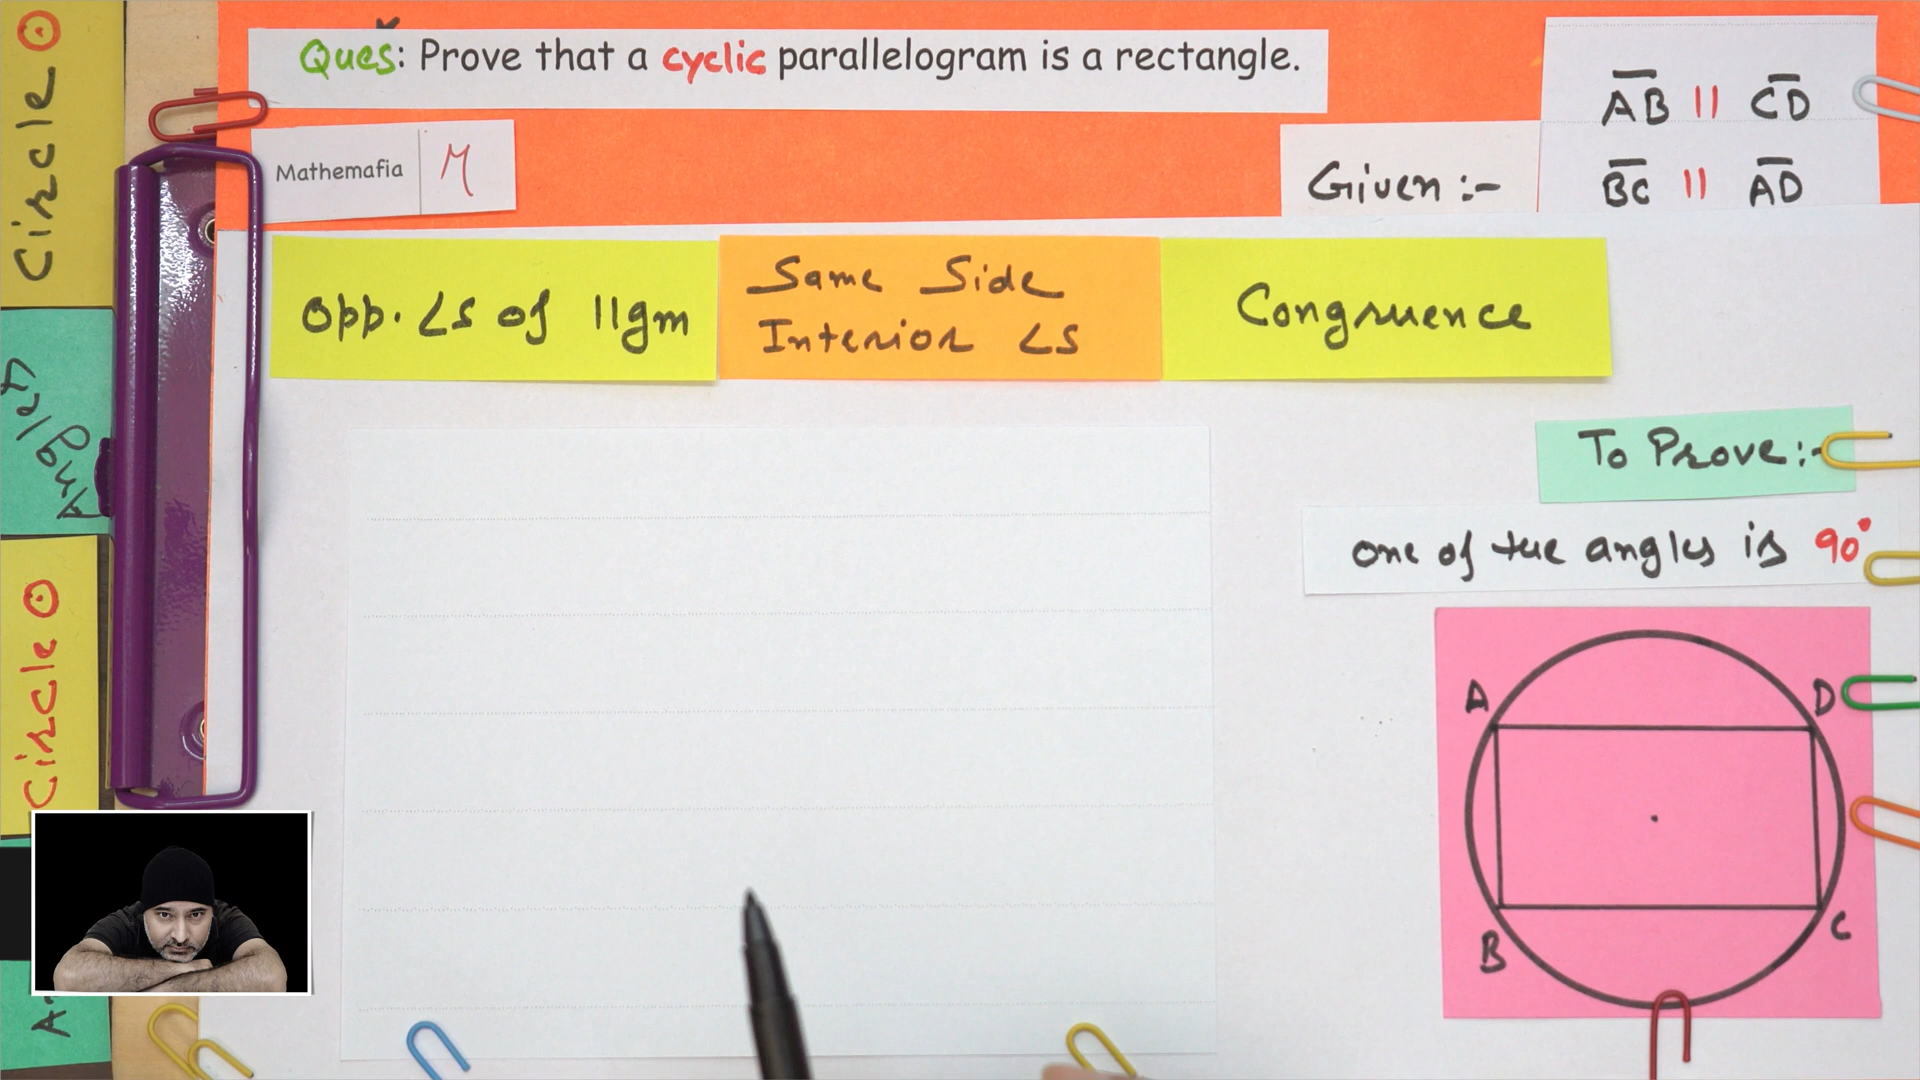 Ques: Prove that a cyclic parallelogram is a rectangle.
Mathemafia M
Given :-
AB || CD
BC || AD
Opp. ∠s of ||gm
Same Side
Interior ∠s
Congruence
To Prove:-
one of the angles is 90°
A
D
B
C
Circle
Angles
Circle
A